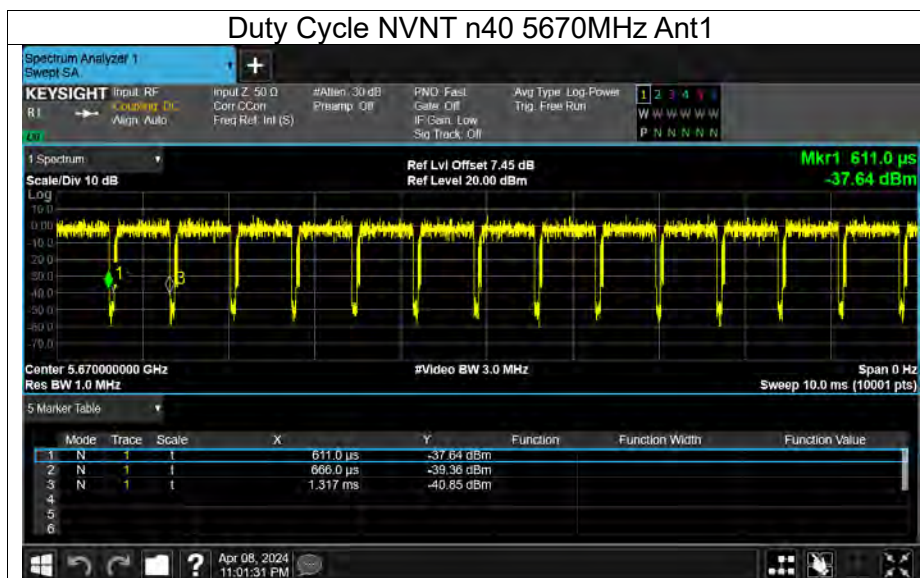 Duty Cycle NVNT n40 5670MHz Ant1
Spectrum Analyzer 1
Swept SA
+
KEYSIGHT Input: RF Input Z: 50 Ω #Atten: 30 dB PNO: Fast Avg Type: Log-Power 1 2 3 4 5 6
R1 Coupling: DC Corr CCorr Preamp: Off Gate: Off Trig: Free Run W W W W W W
Align: Auto Freq Ref: Int (S) IF Gain: Low P N N N N N
Sig Track: Off
1 Spectrum Ref Lvl Offset 7.45 dB Mkr1 611.0 µs
Scale/Div 10 dB Ref Level 20.00 dBm -37.64 dBm
Log
10.0
0.00
-10.0
-20.0
-30.0
-40.0
-50.0
-60.0
-70.0
1
3
Center 5.670000000 GHz #Video BW 3.0 MHz Span 0 Hz
Res BW 1.0 MHz Sweep 10.0 ms (10001 pts)
5 Marker Table
Mode Trace Scale X Y Function Function Width Function Value
1 N 1 t 611.0 µs -37.64 dBm
2 N 1 t 666.0 µs -39.36 dBm
3 N 1 t 1.317 ms -40.85 dBm
4
5
6
? Apr 08, 2024
11:01:31 PM